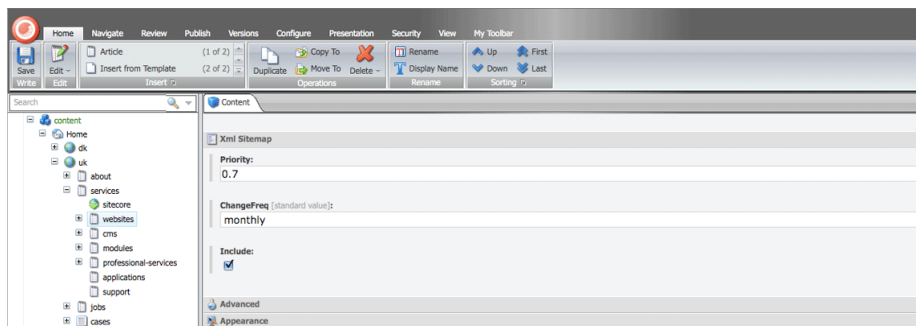 Home Navigate Review Publish Versions Configure Presentation Security View My Toolbar
Save Edit Article (1 of 2) Duplicate Copy To Delete Rename Up First
Insert from Template (2 of 2) Move To Display Name Down Last
Write Edit Insert Operations Rename Sorting
Search
Content
content
Home
dk
uk
about
services
sitecore
websites
cms
modules
professional-services
applications
support
jobs
cases
Xml Sitemap
Priority:
0.7
ChangeFreq [standard value]:
monthly
Include:
Advanced
Appearance